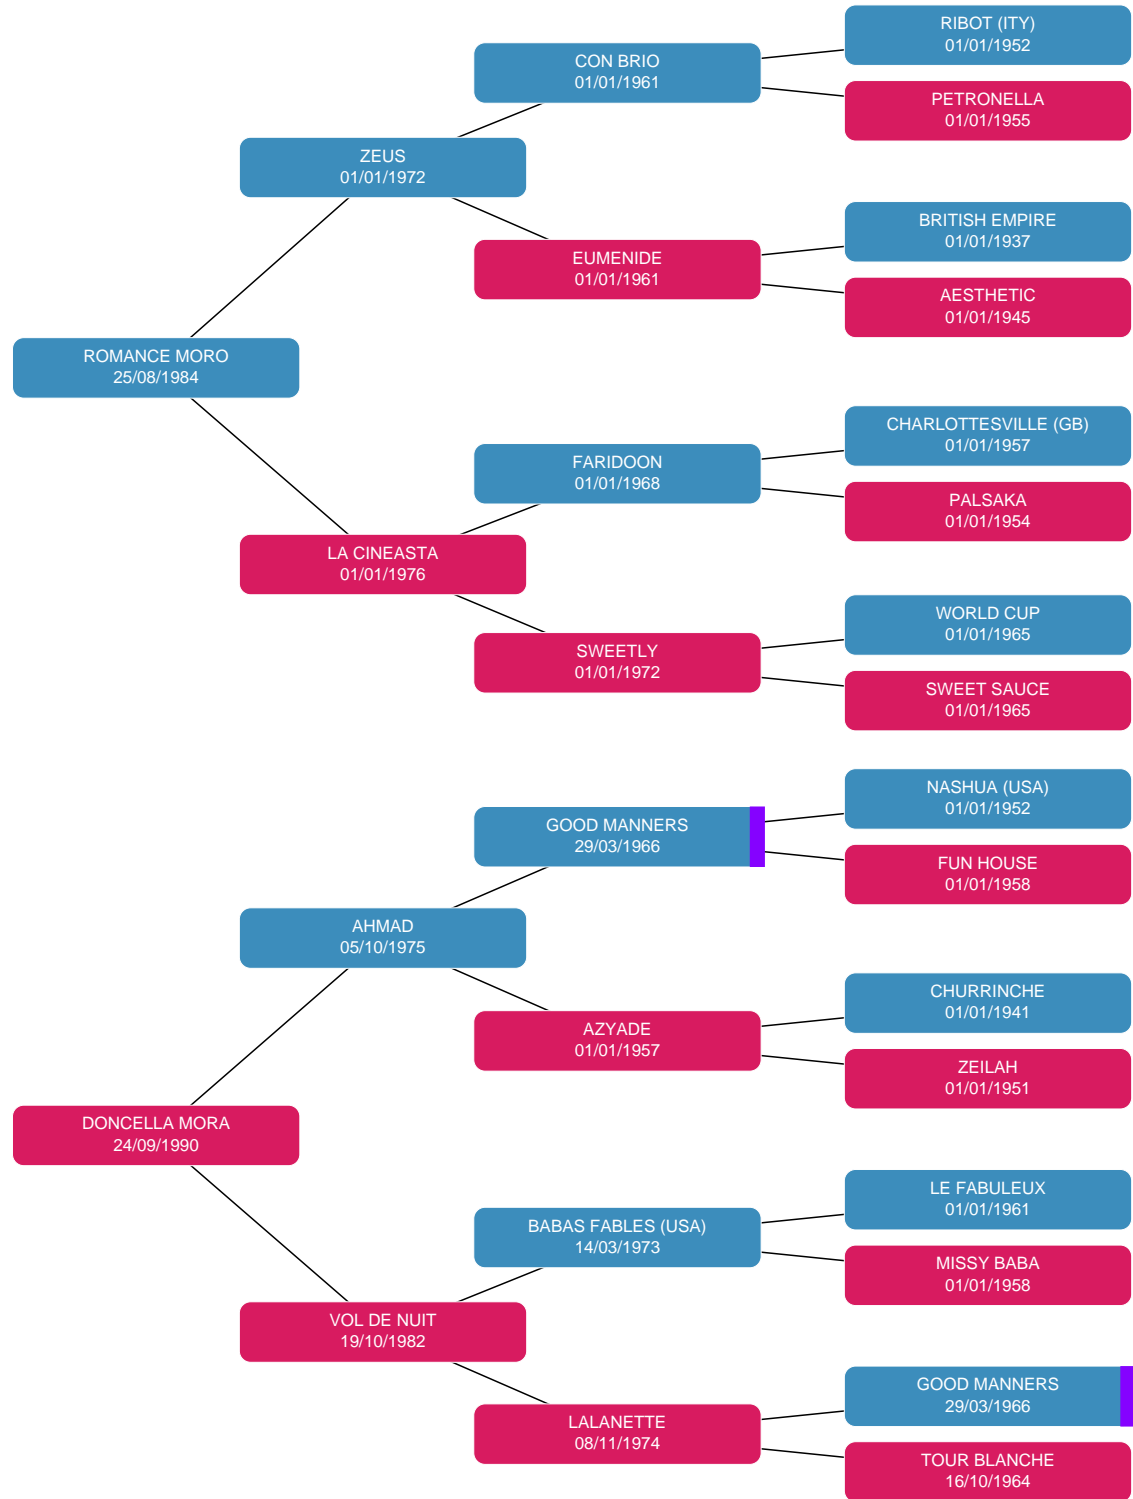 RIBOT (ITY)
01/01/1952
CON BRIO
01/01/1961
PETRONELLA
01/01/1955
ZEUS
01/01/1972
BRITISH EMPIRE
01/01/1937
EUMENIDE
01/01/1961
AESTHETIC
01/01/1945
ROMANCE MORO
25/08/1984
CHARLOTTESVILLE (GB)
01/01/1957
FARIDOON
01/01/1968
PALSAKA
01/01/1954
LA CINEASTA
01/01/1976
WORLD CUP
01/01/1965
SWEETLY
01/01/1972
SWEET SAUCE
01/01/1965
NASHUA (USA)
01/01/1952
GOOD MANNERS
29/03/1966
FUN HOUSE
01/01/1958
AHMAD
05/10/1975
CHURRINCHE
01/01/1941
AZYADE
01/01/1957
ZEILAH
01/01/1951
DONCELLA MORA
24/09/1990
LE FABULEUX
01/01/1961
BABAS FABLES (USA)
14/03/1973
MISSY BABA
01/01/1958
VOL DE NUIT
19/10/1982
GOOD MANNERS
29/03/1966
LALANETTE
08/11/1974
TOUR BLANCHE
16/10/1964